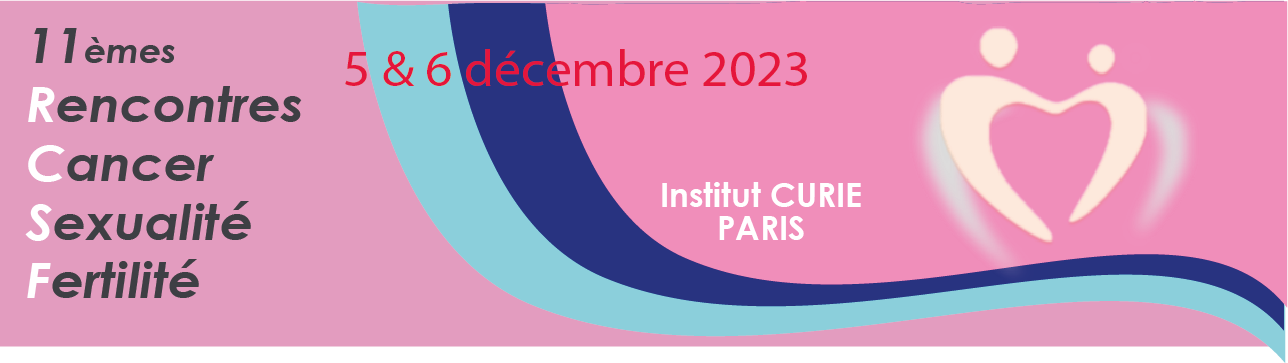 11èmes
Rencontres
Cancer
Sexualité
Fertilité
5 & 6 décembre 2023
Institut CURIE
PARIS